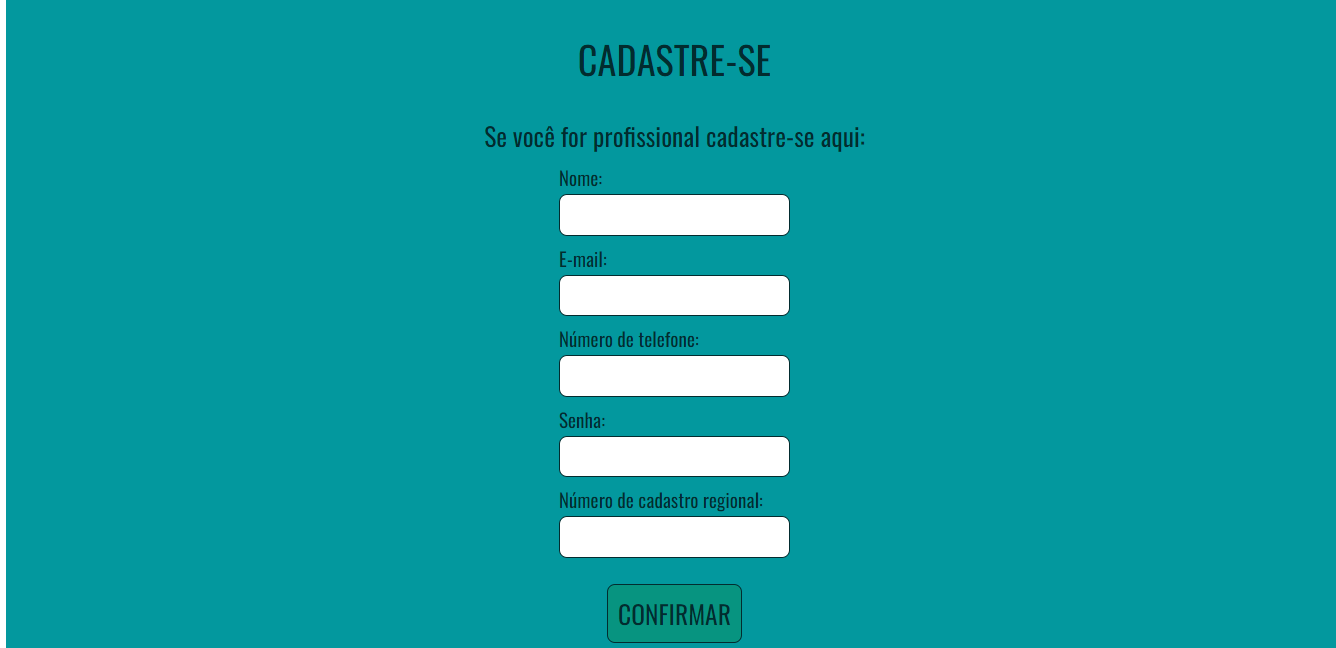 CADASTRE-SE
Se você for profissional cadastre-se aqui:
Nome:
E-mail:
Número de telefone:
Senha:
Número de cadastro regional:
CONFIRMAR